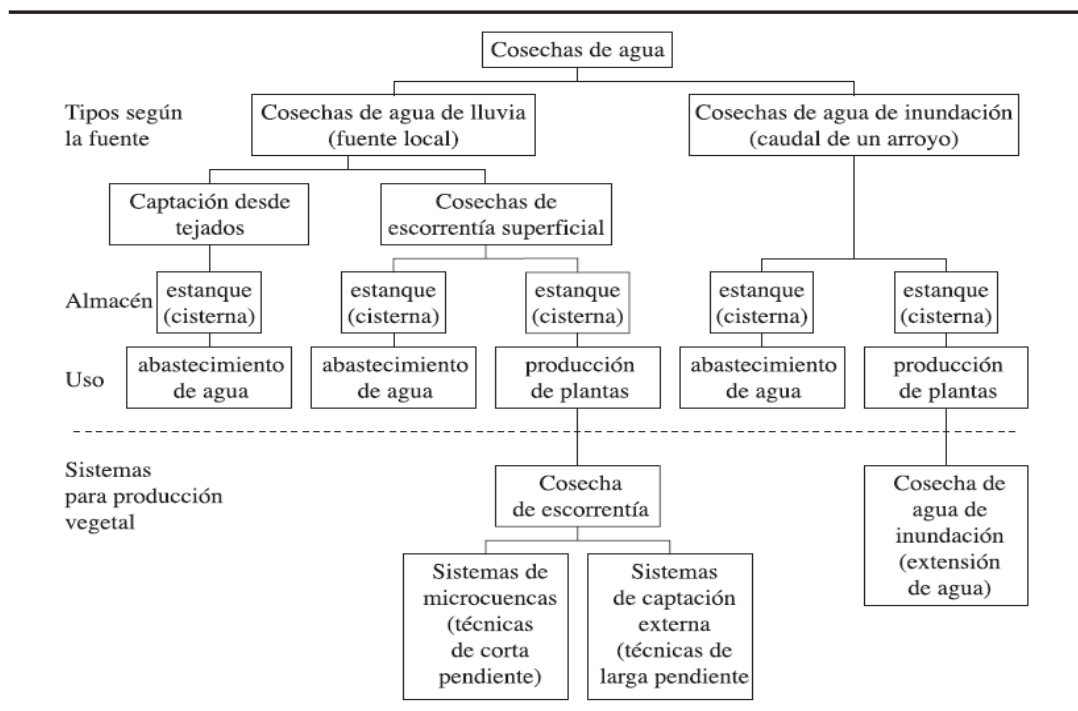 Cosechas de agua
Tipos según
la fuente
Cosechas de agua de lluvia
(fuente local)
Cosechas de agua de inundación
(caudal de un arroyo)
Captación desde
tejados
Cosechas de
escorrentía superficial
Almacén
estanque
(cisterna)
estanque
(cisterna)
estanque
(cisterna)
estanque
(cisterna)
estanque
(cisterna)
Uso
abastecimiento
de agua
abastecimiento
de agua
producción
de plantas
abastecimiento
de agua
producción
de plantas
Sistemas
para producción
vegetal
Cosecha
de escorrentía
Cosecha de
agua de
inundación
(extensión
de agua)
Sistemas de
microcuencas
(técnicas
de corta
pendiente)
Sistemas
de captación
externa
(técnicas de
larga pendiente